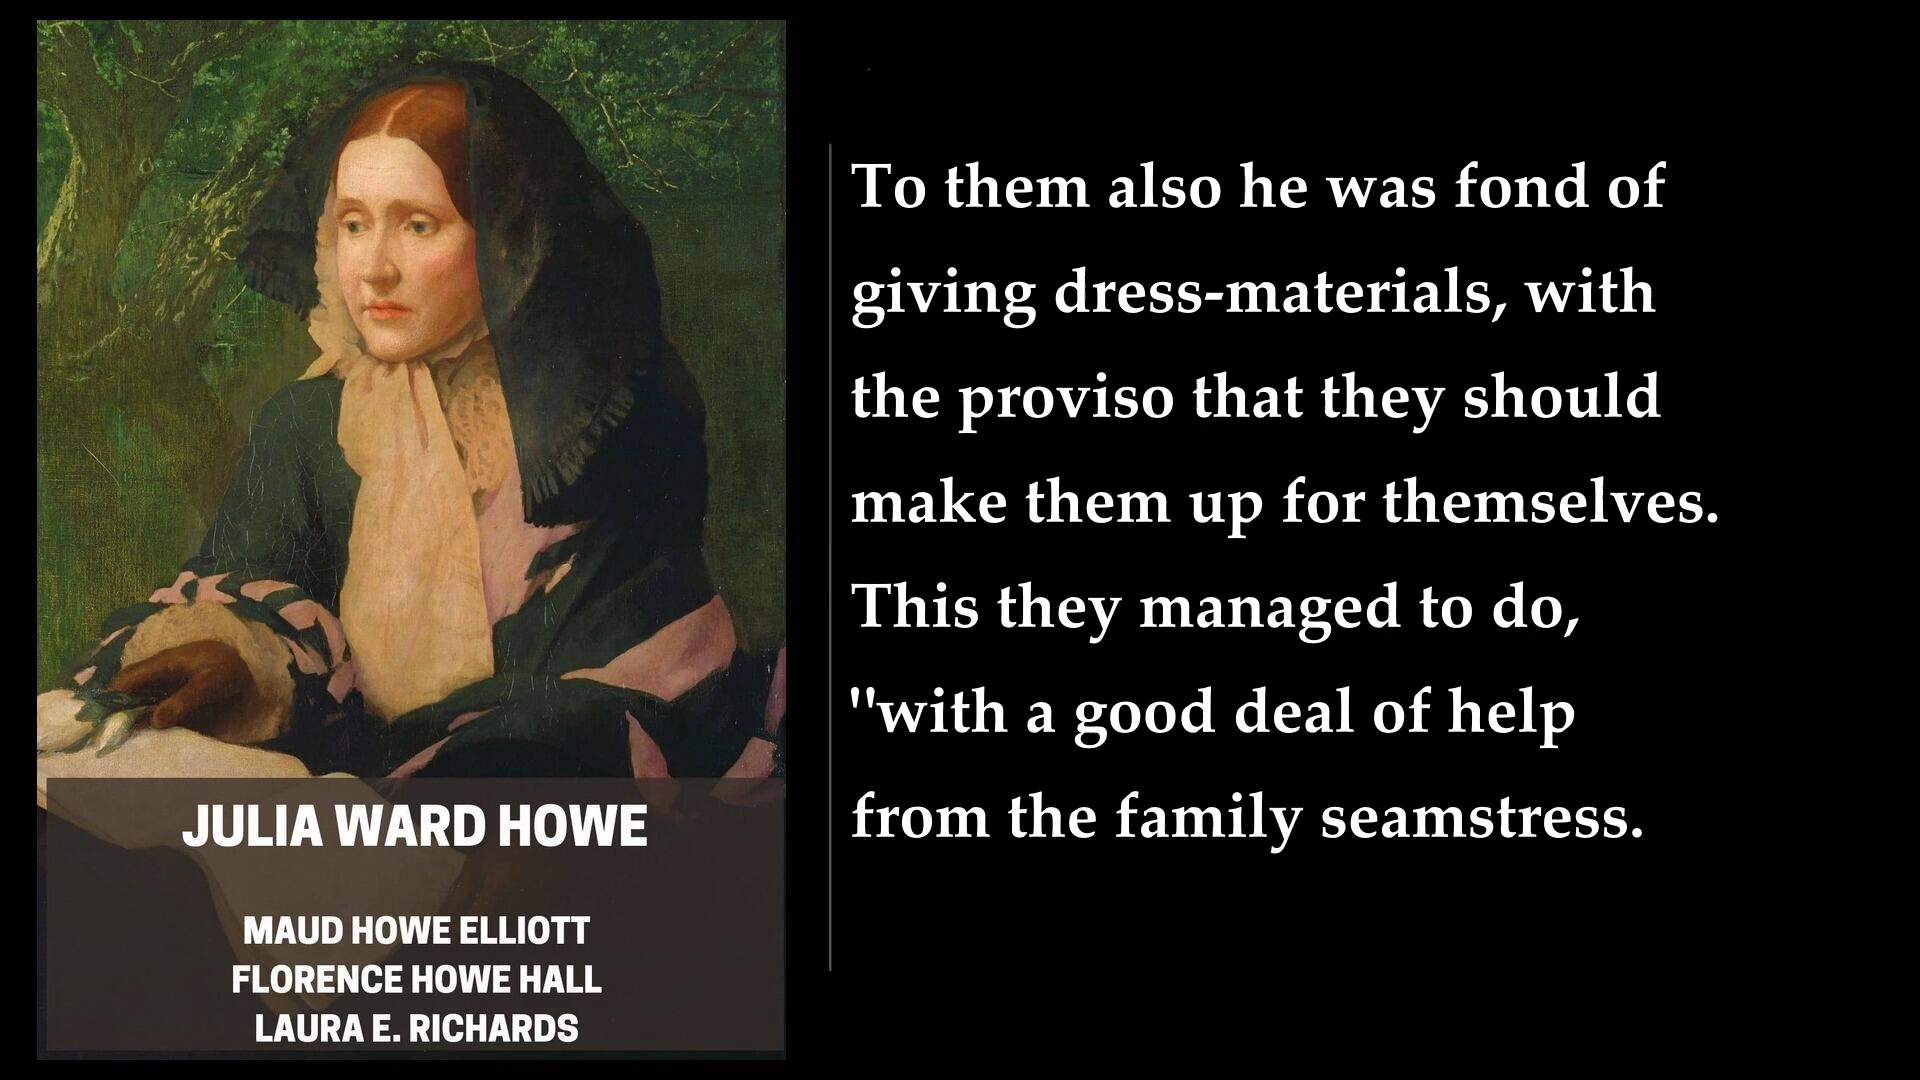 JULIA WARD HOWE
MAUD HOWE ELLIOTT
FLORENCE HOWE HALL
LAURA E. RICHARDS
To them also he was fond of
giving dress-materials, with
the proviso that they should
make them up for themselves.
This they managed to do,
"with a good deal of help
from the family seamstress.